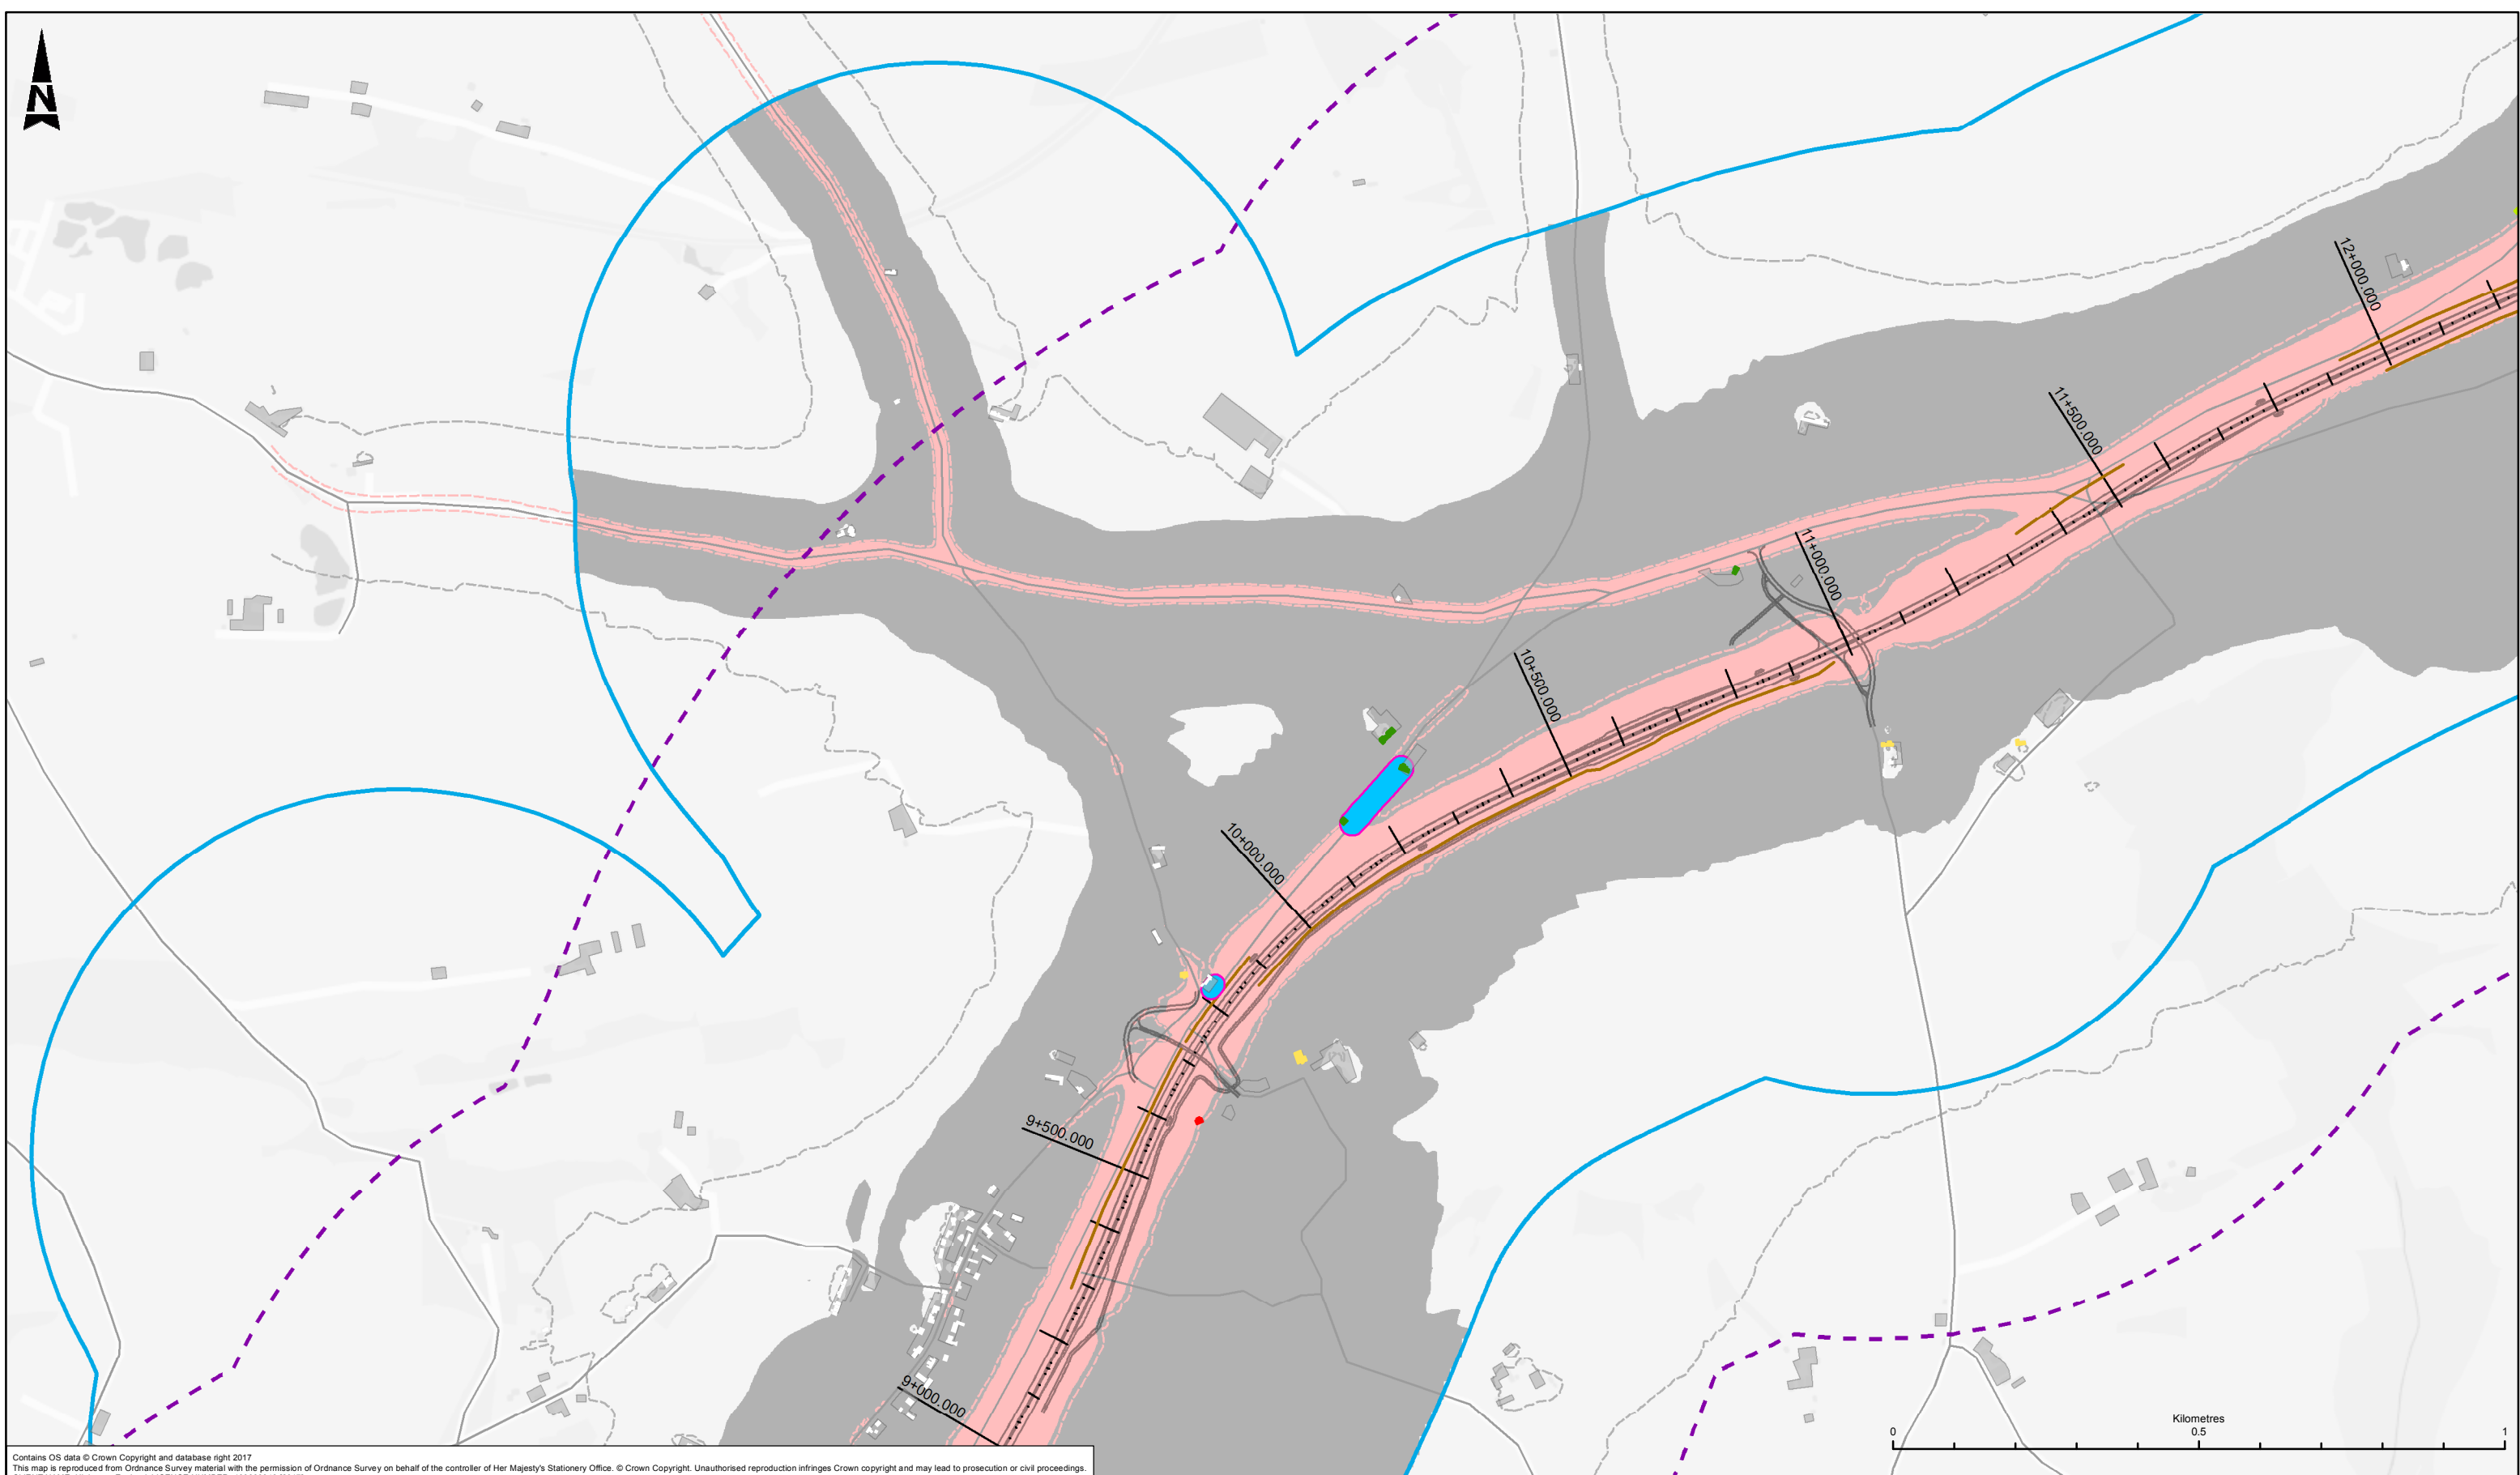 N
12+000.000
11+500.000
11+000.000
10+500.000
10+000.000
9+500.000
9+000.000
Kilometres
0 0.5 1
Contains OS data © Crown Copyright and database right 2017
This map is reproduced from Ordnance Survey material with the permission of Ordnance Survey on behalf of the controller of Her Majesty's Stationery Office. © Crown Copyright. Unauthorised reproduction infringes Crown copyright and may lead to prosecution or civil proceedings.